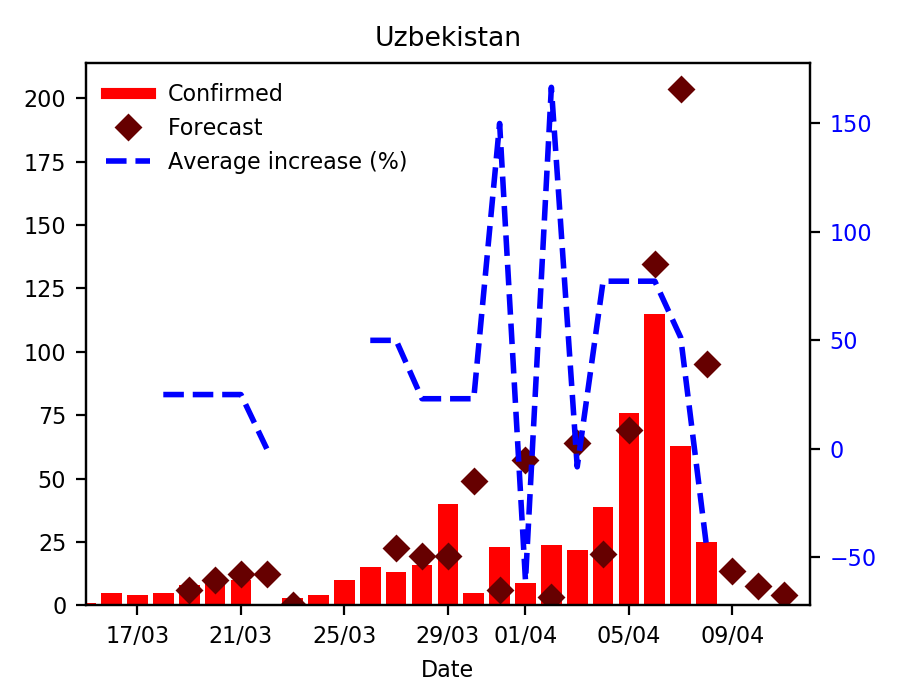 Uzbekistan
Confirmed
Forecast
Average increase (%)
200
175
150
125
100
75
50
25
0
150
100
50
0
−50
17/03 21/03 25/03 29/03 01/04 05/04 09/04
Date